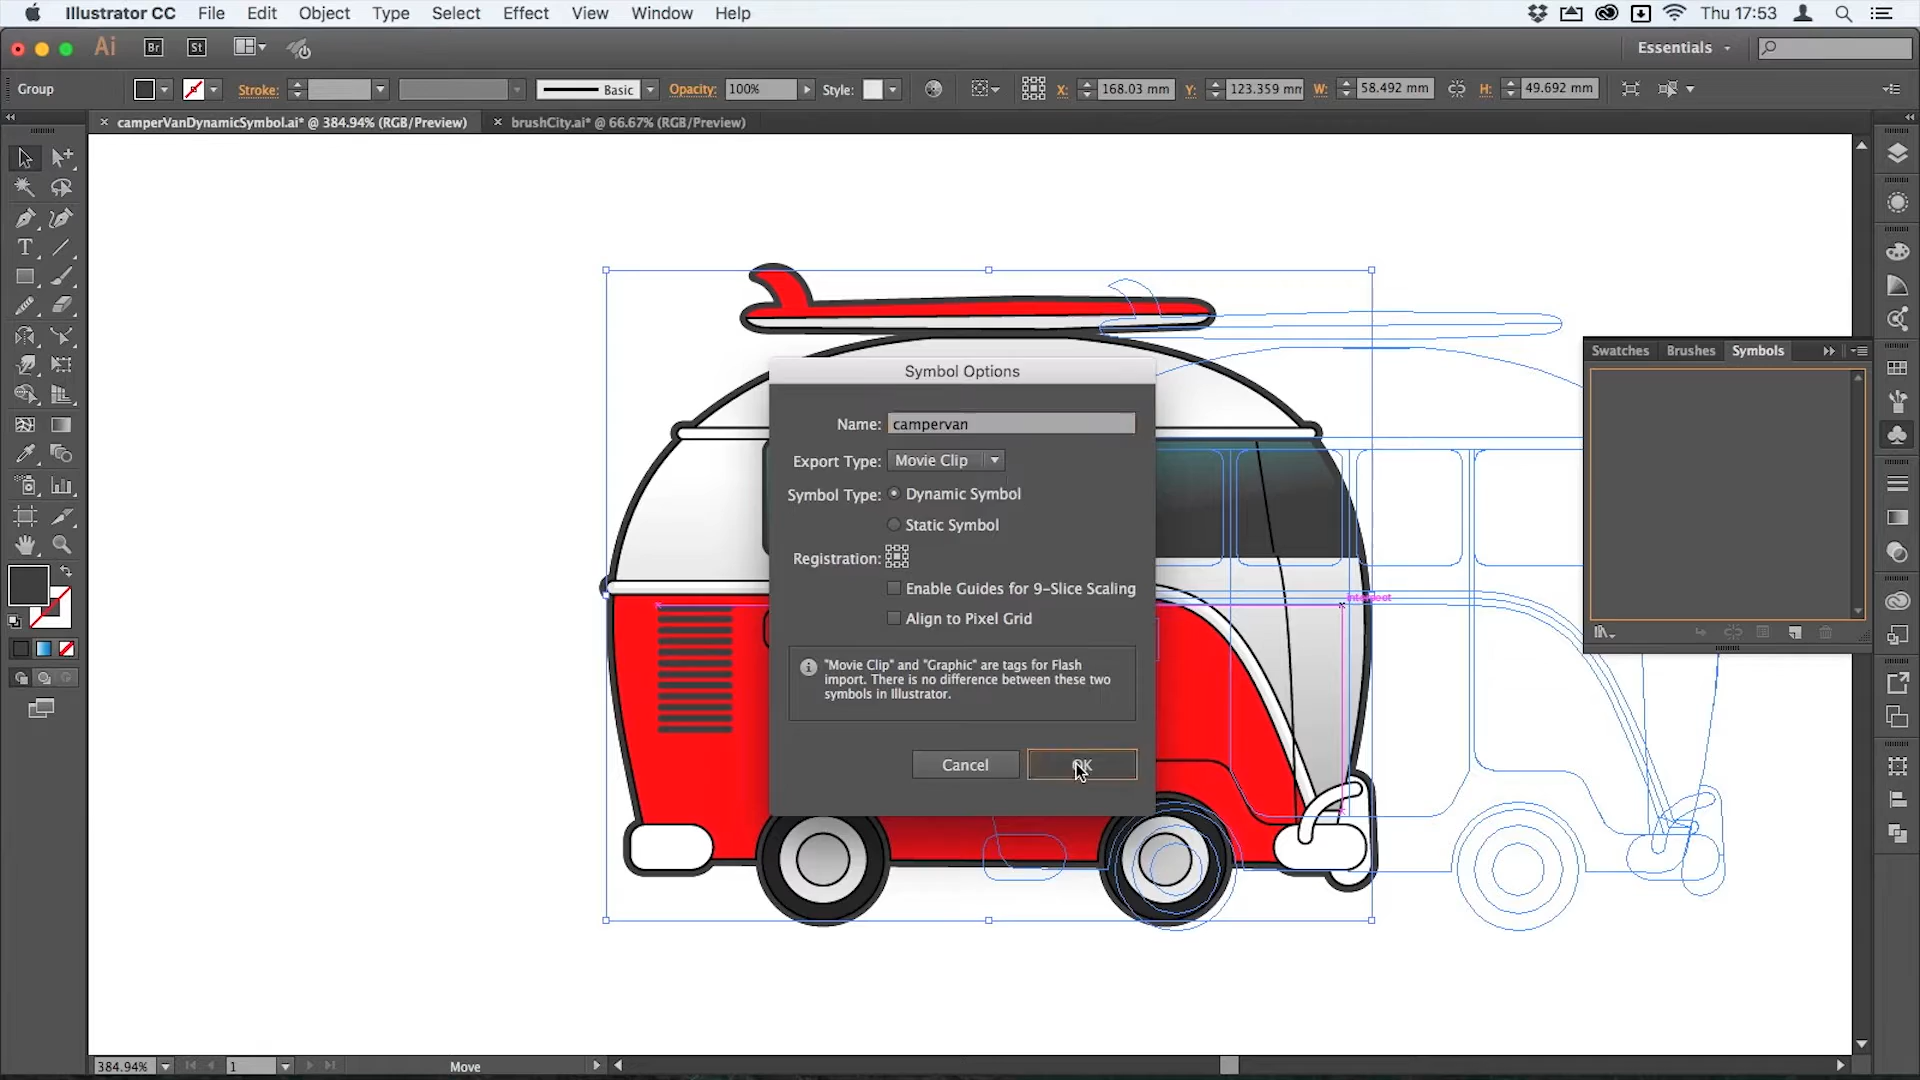 Illustrator CC File Edit Object Type Select Effect View Window Help Thu 17:53
Ai Br St Essentials
Group Stroke: Basic Opacity: 100% Style: X: 168.03 mm Y: 123.359 mm W: 58.492 mm H: 49.692 mm
× camperVanDynamicSymbol.ai* @ 384.94% (RGB/Preview) × brushCity.ai* @ 66.67% (RGB/Preview)
Swatches Brushes Symbols
Symbol Options
Name: campervan
Export Type: Movie Clip
Symbol Type: Dynamic Symbol
Static Symbol
Registration:
Enable Guides for 9-Slice Scaling
intersect
Align to Pixel Grid
"Movie Clip" and "Graphic" are tags for Flash
import. There is no difference between these two
symbols in Illustrator.
Cancel OK
384.94% 1 Move